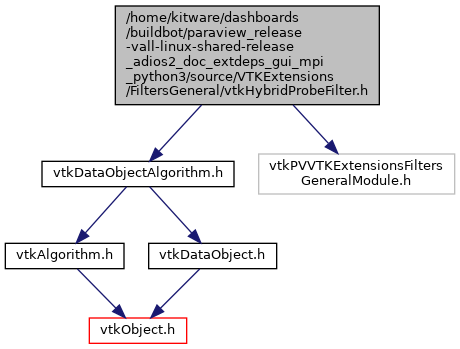 /home/kitware/dashboards
/buildbot/paraview_release
-vall-linux-shared-release
_adios2_doc_extdeps_gui_mpi
_python3/source/VTKExtensions
/FiltersGeneral/vtkHybridProbeFilter.h
vtkDataObjectAlgorithm.h
vtkPVVTKExtensionsFilters
GeneralModule.h
vtkAlgorithm.h
vtkDataObject.h
vtkObject.h